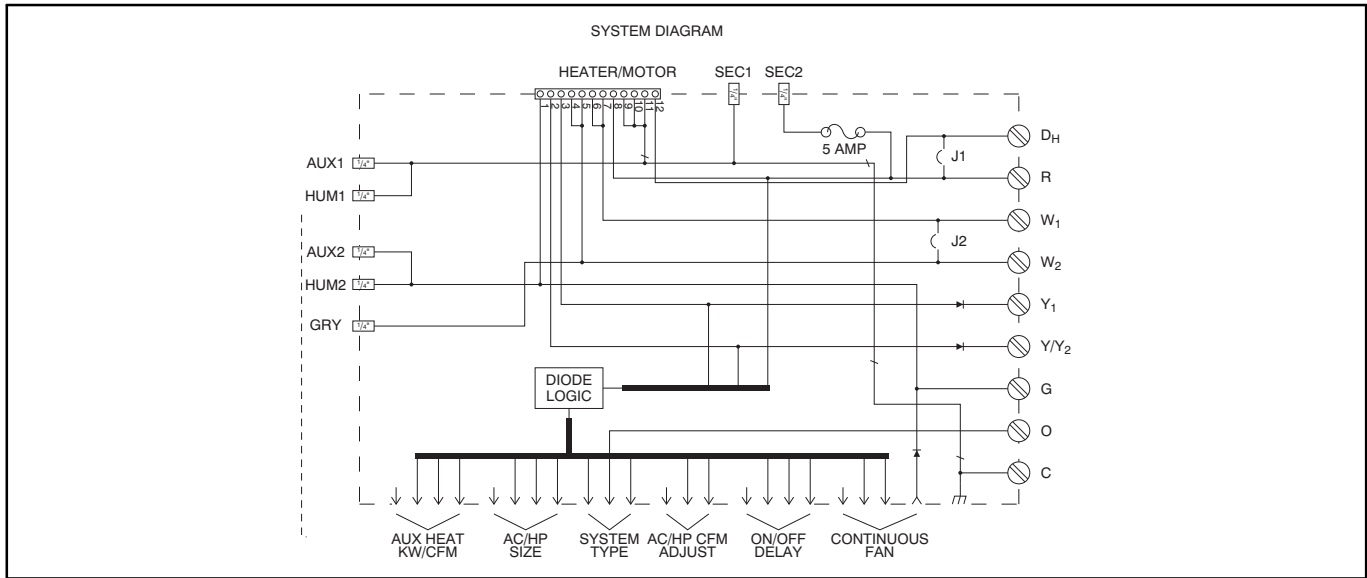 SYSTEM DIAGRAM
HEATER/MOTOR SEC1 SEC2
1/4" 1/4"
1 2 3 4 5 6 7 8 9 10 11 12
5 AMP
DH
J1
AUX1 1/4"
R
HUM1 1/4"
W1
J2
AUX2 1/4"
W2
HUM2 1/4"
Y1
GRY 1/4"
Y/Y2
DIODE
LOGIC
G
O
C
AUX HEAT
KW/CFM
AC/HP
SIZE
SYSTEM
TYPE
AC/HP CFM
ADJUST
ON/OFF
DELAY
CONTINUOUS
FAN